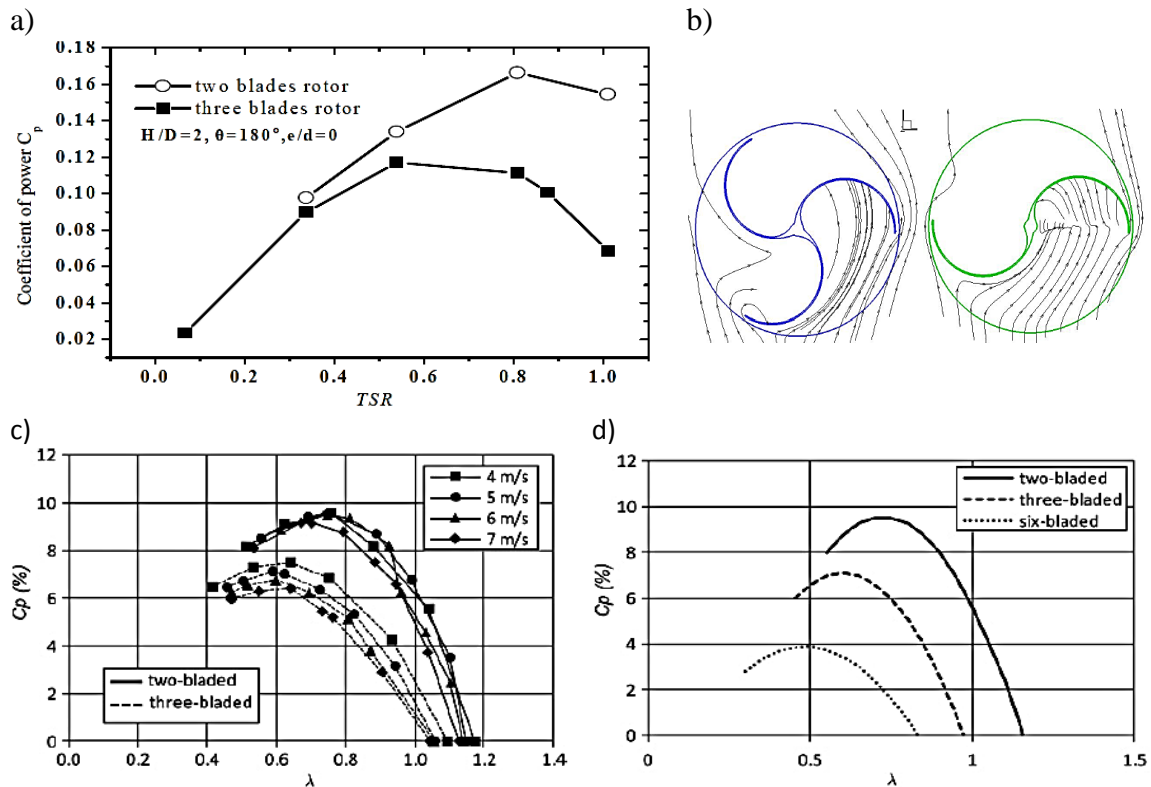 a)
b)
Coefficient of power Cp
0.18
0.16
0.14
0.12
0.10
0.08
0.06
0.04
0.02
two blades rotor
three blades rotor
H/D=2, θ=180°,e/d=0
0.0 0.2 0.4 0.6 0.8 1.0
TSR
c)
d)
Cp (%)
12
10
8
6
4
2
0
4 m/s
5 m/s
6 m/s
7 m/s
two-bladed
three-bladed
0.0 0.2 0.4 0.6 0.8 1.0 1.2 1.4
λ
Cp (%)
12
10
8
6
4
2
0
two-bladed
three-bladed
six-bladed
0 0.5 1 1.5
λ